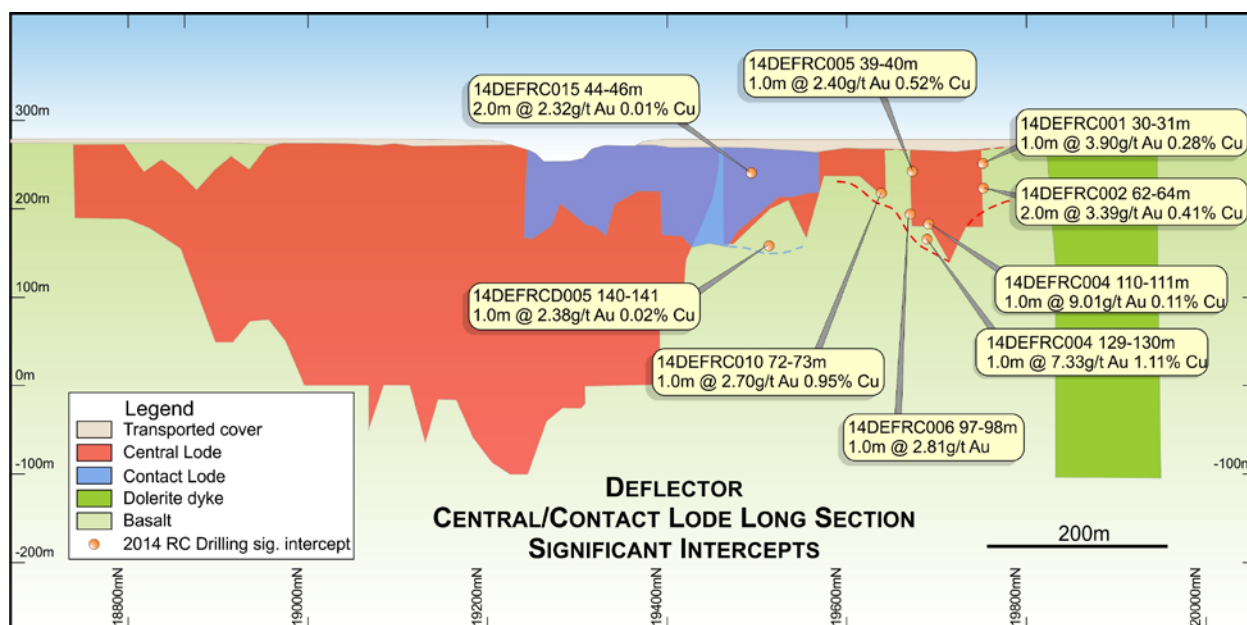 14DEFRC005 39-40m
1.0m @ 2.40g/t Au 0.52% Cu
14DEFRC015 44-46m
2.0m @ 2.32g/t Au 0.01% Cu
14DEFRC001 30-31m
1.0m @ 3.90g/t Au 0.28% Cu
14DEFRC002 62-64m
2.0m @ 3.39g/t Au 0.41% Cu
14DEFRC004 110-111m
1.0m @ 9.01g/t Au 0.11% Cu
14DEFRCD005 140-141
1.0m @ 2.38g/t Au 0.02% Cu
14DEFRC004 129-130m
1.0m @ 7.33g/t Au 1.11% Cu
14DEFRC010 72-73m
1.0m @ 2.70g/t Au 0.95% Cu
14DEFRC006 97-98m
1.0m @ 2.81g/t Au
300m
200m
100m
0m
-100m
-200m
-100m
Legend
Transported cover
Central Lode
Contact Lode
Dolerite dyke
Basalt
2014 RC Drilling sig. intercept
DEFLECTOR
CENTRAL/CONTACT LODE LONG SECTION
SIGNIFICANT INTERCEPTS
200m
18800mN
19000mN
19200mN
19400mN
19600mN
19800mN
20000mN